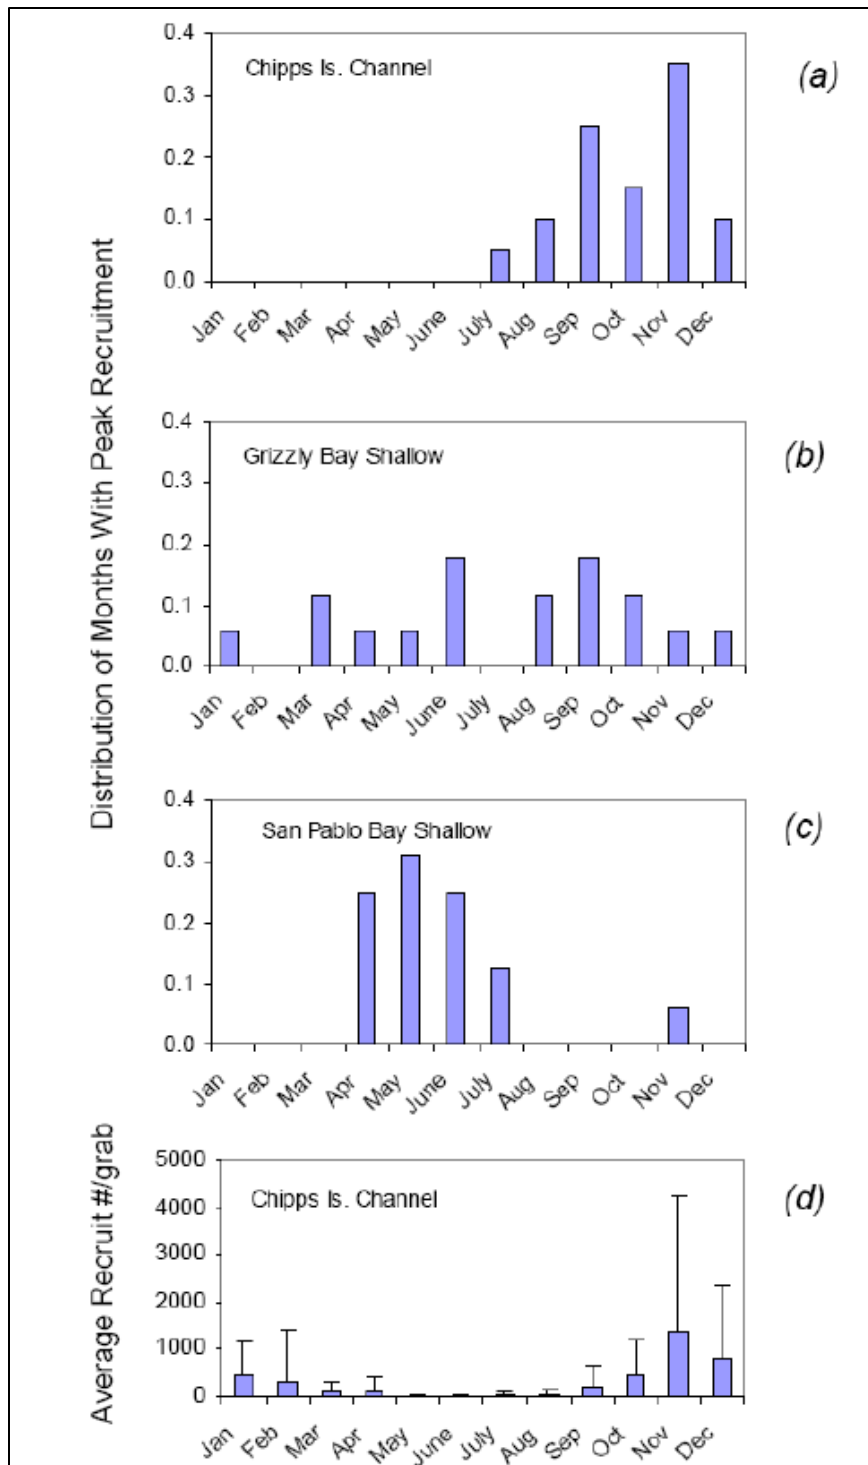 Distribution of Months With Peak Recruitment
0.4
0.3
0.2
0.1
0.0
Chipps Is. Channel
(a)
Jan Feb Mar Apr May June July Aug Sep Oct Nov Dec
0.4
0.3
0.2
0.1
0.0
Grizzly Bay Shallow
(b)
Jan Feb Mar Apr May June July Aug Sep Oct Nov Dec
0.4
0.3
0.2
0.1
0.0
San Pablo Bay Shallow
(c)
Jan Feb Mar Apr May June July Aug Sep Oct Nov Dec
Average Recruit #/grab
5000
4000
3000
2000
1000
0
Chipps Is. Channel
(d)
Jan Feb Mar Apr May June July Aug Sep Oct Nov Dec